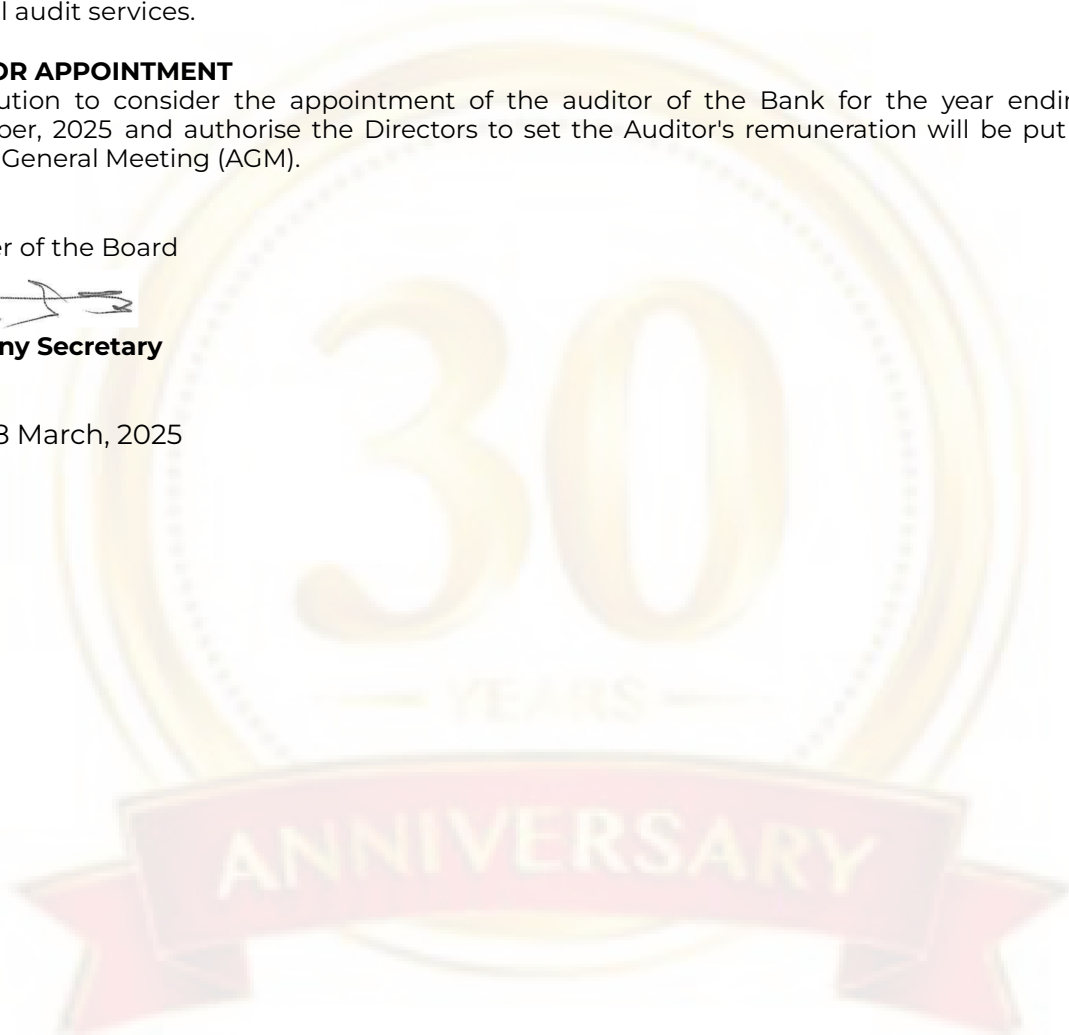 l audit services.
OR APPOINTMENT
ution to consider the appointment of the auditor of the Bank for the year endin
ber, 2025 and authorise the Directors to set the Auditor's remuneration will be put
General Meeting (AGM).
er of the Board
ny Secretary
8 March, 2025
30
YEARS
ANNIVERSARY